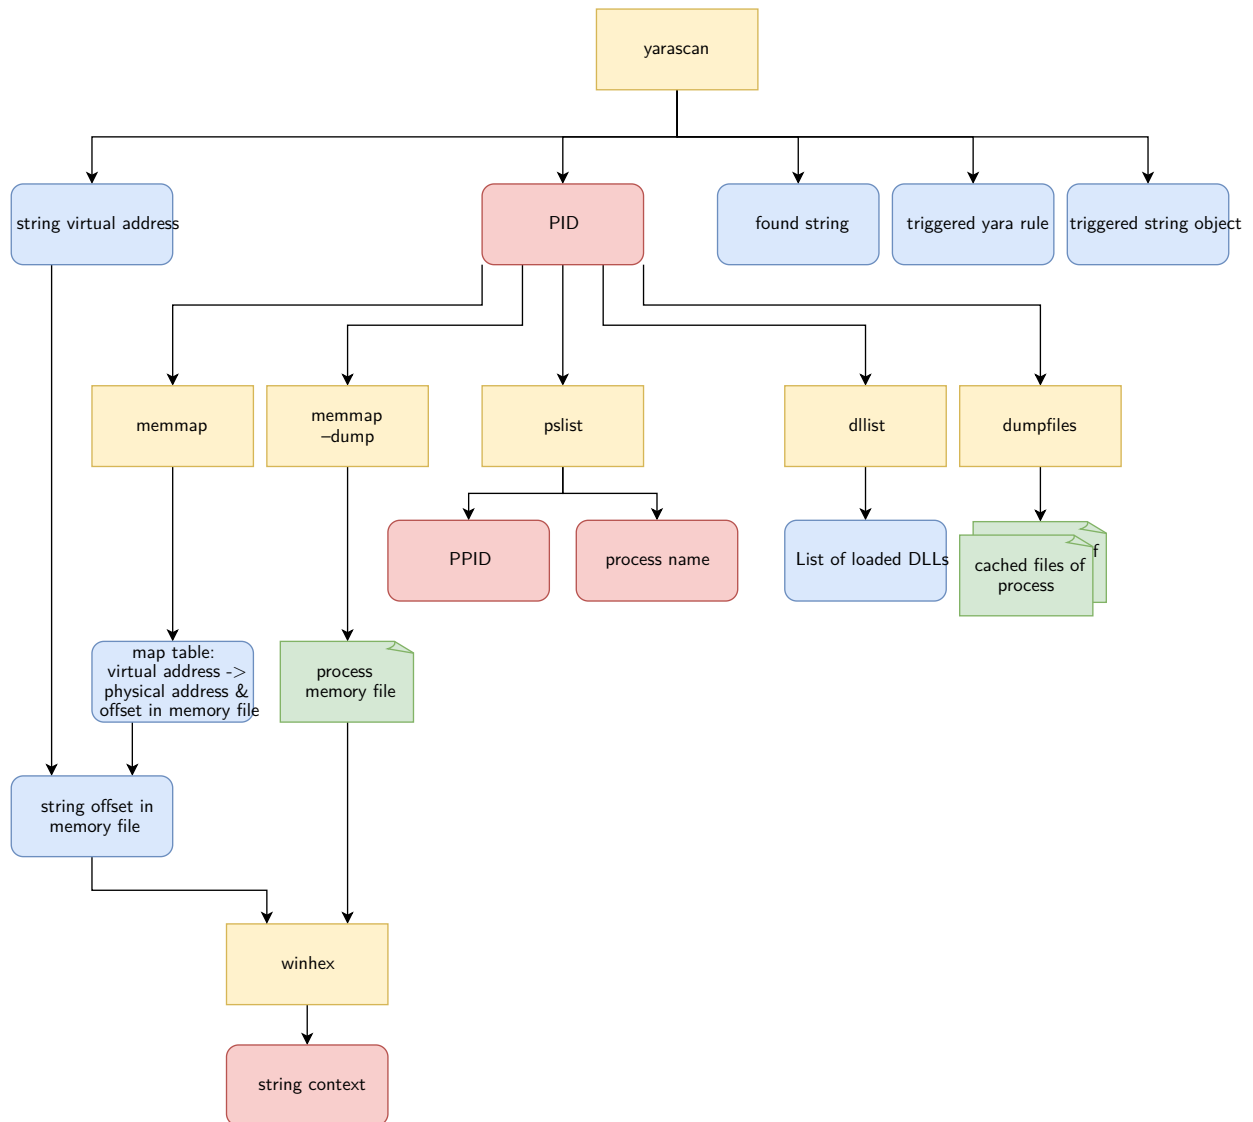 yarascan
string virtual address
PID
found string
triggered yara rule
triggered string object
memmap
memmap
–dump
pslist
dllist
dumpfiles
PPID
process name
List of loaded DLLs
f
cached files of
process
map table:
virtual address ->
physical address &
offset in memory file
process
memory file
string offset in
memory file
winhex
string context